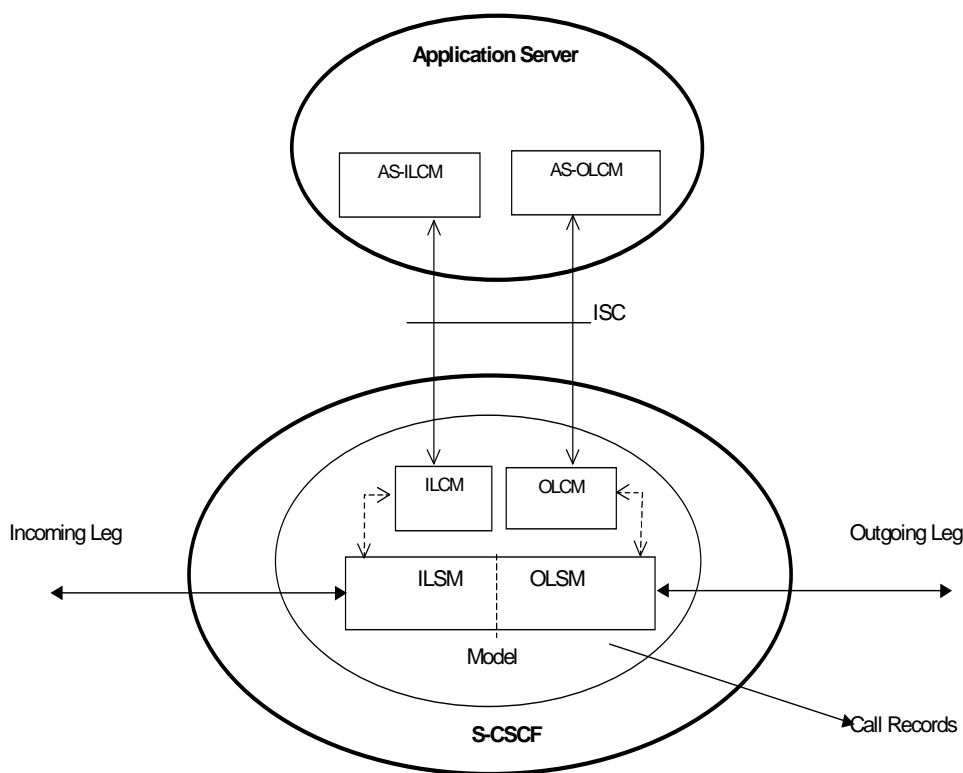 Application Server
AS-ILCM
AS-OLCM
ISC
ILCM
OLCM
Incoming Leg
Outgoing Leg
ILSM
OLSM
Model
S-CSCF
Call Records